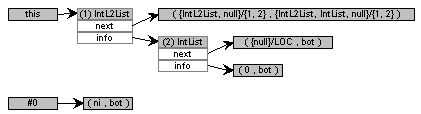 this
(1) IntL2List
next
info
( {IntL2List, null}/{1, 2} , {IntL2List, IntList, null}/{1, 2} )
(2) IntList
next
info
( {null}/LOC , bot )
( 0 , bot )
#0
( ni , bot )